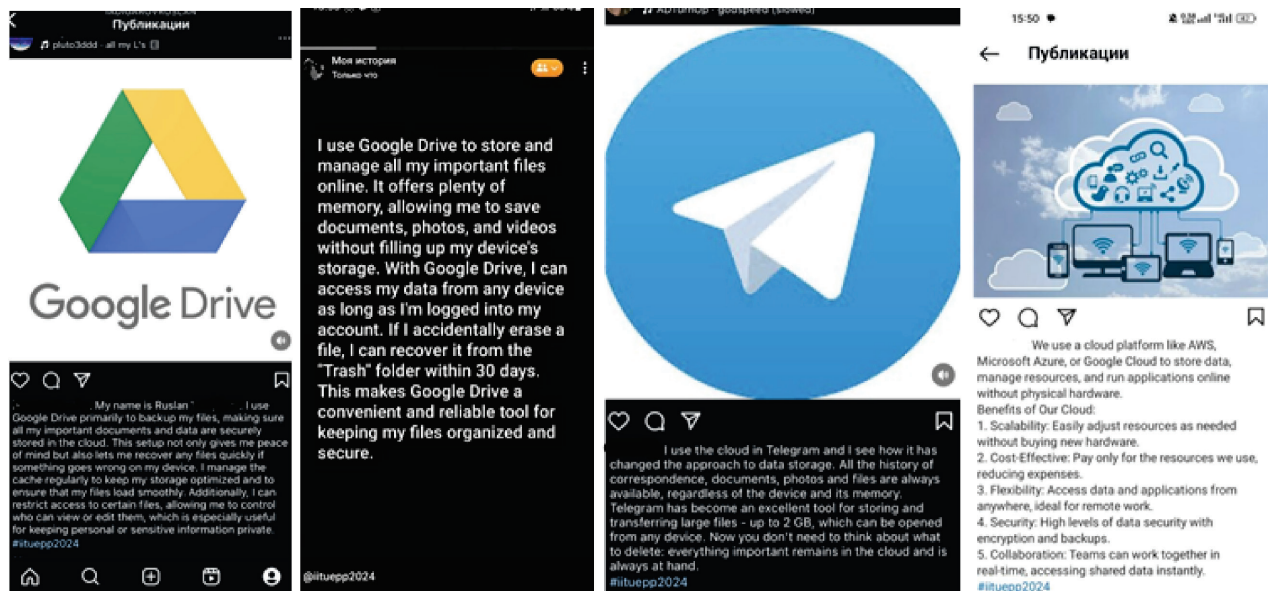 Публикации
pluto3ddd · all my L's
Google Drive
. My name is Ruslan . I use
Google Drive primarily to backup my files, making sure
all my important documents and data are securely
stored in the cloud. This setup not only gives me peace
of mind but also lets me recover any files quickly if
something goes wrong on my device. I manage the
cache regularly to keep my storage optimized and to
ensure that my files load smoothly. Additionally, I can
restrict access to certain files, allowing me to control
who can view or edit them, which is especially useful
for keeping personal or sensitive information private.
#iituepp2024
Моя история
Только что
I use Google Drive to store and
manage all my important files
online. It offers plenty of
memory, allowing me to save
documents, photos, and videos
without filling up my device's
storage. With Google Drive, I can
access my data from any device
as long as I'm logged into my
account. If I accidentally erase a
file, I can recover it from the
"Trash" folder within 30 days.
This makes Google Drive a
convenient and reliable tool for
keeping my files organized and
secure.
@iituepp2024
ADTurnUp · godspeed (slowed)
I use the cloud in Telegram and I see how it has
changed the approach to data storage. All the history of
correspondence, documents, photos and files are always
available, regardless of the device and its memory.
Telegram has become an excellent tool for storing and
transferring large files - up to 2 GB, which can be opened
from any device. Now you don't need to think about what
to delete: everything important remains in the cloud and is
always at hand.
#iituepp2024
15:50
Публикации
We use a cloud platform like AWS,
Microsoft Azure, or Google Cloud to store data,
manage resources, and run applications online
without physical hardware.
Benefits of Our Cloud:
1. Scalability: Easily adjust resources as needed
without buying new hardware.
2. Cost-Effective: Pay only for the resources we use,
reducing expenses.
3. Flexibility: Access data and applications from
anywhere, ideal for remote work.
4. Security: High levels of data security with
encryption and backups.
5. Collaboration: Teams can work together in
real-time, accessing shared data instantly.
#iituepp2024